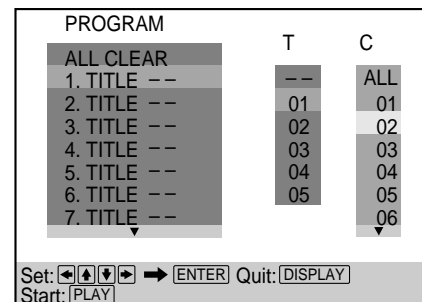 PROGRAM
T
C
ALL CLEAR
1. TITLE – –
2. TITLE – –
3. TITLE – –
4. TITLE – –
5. TITLE – –
6. TITLE – –
7. TITLE – –
– –
01
02
03
04
05
ALL
01
02
03
04
05
06
Set: ←↑↓→ ➡ ENTER Quit: DISPLAY
Start: PLAY